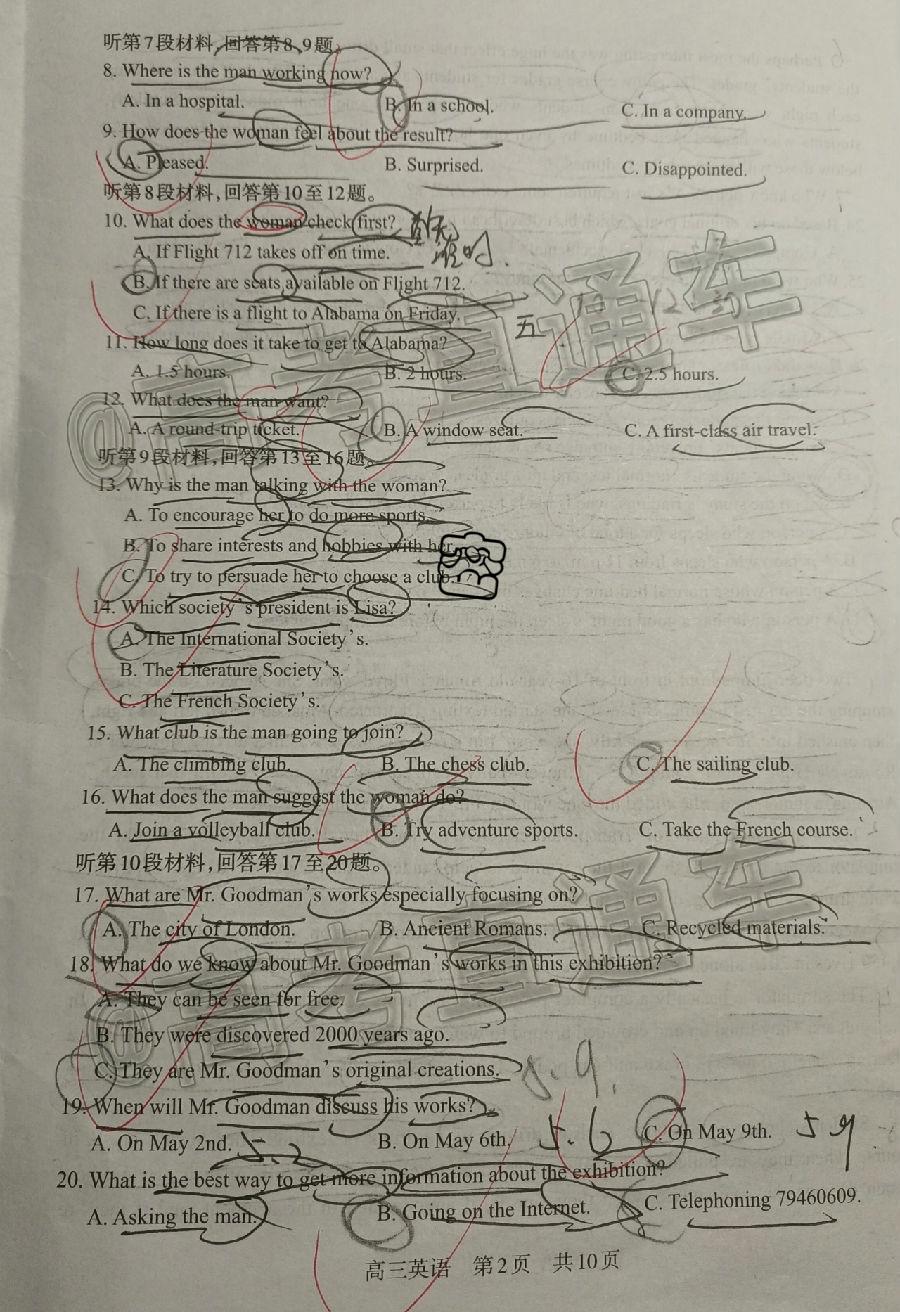 听第7段材料,回答第8、9题。
8. Where is the man working now?
A. In a hospital. B. In a school. C. In a company.
9. How does the woman feel about the result?
A. Pleased. B. Surprised. C. Disappointed.
听第8段材料,回答第10至12题。
10. What does the woman check first?
A. If Flight 712 takes off on time.
B. If there are seats available on Flight 712.
C. If there is a flight to Alabama on Friday. 五
11. How long does it take to get to Alabama?
A. 1.5 hours. B. 2 hours. C. 2.5 hours.
12. What does the man want?
A. A round-trip ticket. B. A window seat. C. A first-class air travel.
听第9段材料,回答第13至16题。
13. Why is the man talking with the woman?
A. To encourage her to do more sports.
B. To share interests and hobbies with her.
C. To try to persuade her to choose a club.
14. Which society's president is Lisa?
A. The International Society's.
B. The Literature Society's.
C. The French Society's.
15. What club is the man going to join?
A. The climbing club. B. The chess club. C. The sailing club.
16. What does the man suggest the woman do?
A. Join a volleyball club. B. Try adventure sports. C. Take the French course.
听第10段材料,回答第17至20题。
17. What are Mr. Goodman's works especially focusing on?
A. The city of London. B. Ancient Romans. C. Recycled materials.
18. What do we know about Mr. Goodman's works in this exhibition?
A. They can be seen for free.
B. They were discovered 2000 years ago.
C. They are Mr. Goodman's original creations. 5.9.
19. When will Mr. Goodman discuss his works?
A. On May 2nd. 5.2 B. On May 6th. 5.6 C. On May 9th. 5.9
20. What is the best way to get more information about the exhibition?
A. Asking the man. B. Going on the Internet. C. Telephoning 79460609.
高三英语 第2页 共10页
@高考直通车
@高考直通车